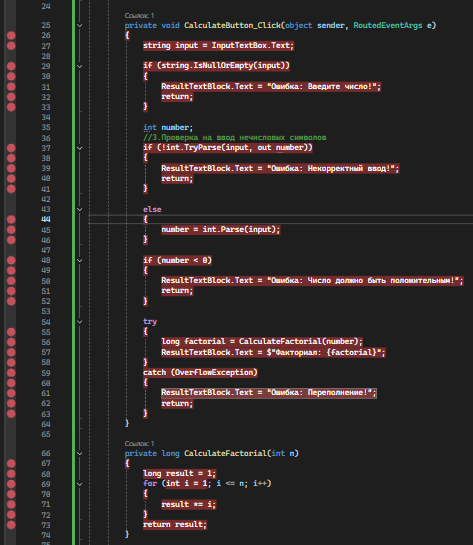 24
Ссылок: 1
25 private void CalculateButton_Click(object sender, RoutedEventArgs e)
26 {
27 string input = InputTextBox.Text;
28
29 if (string.IsNullOrEmpty(input))
30 {
31 ResultTextBlock.Text = "Ошибка: Введите число!";
32 return;
33 }
34
35 int number;
36 //3.Проверка на ввод нечисловых символов
37 if (!int.TryParse(input, out number))
38 {
39 ResultTextBlock.Text = "Ошибка: Некорректный ввод!";
40 return;
41 }
42
43 else
44 {
45 number = int.Parse(input);
46 }
47
48 if (number < 0)
49 {
50 ResultTextBlock.Text = "Ошибка: Число должно быть положительным!";
51 return;
52 }
53
54 try
55 {
56 long factorial = CalculateFactorial(number);
57 ResultTextBlock.Text = $"Факториал: {factorial}";
58 }
59 catch (OverFlowException)
60 {
61 ResultTextBlock.Text = "Ошибка: Переполнение!";
62 return;
63 }
64 }
65
Ссылок: 1
66 private long CalculateFactorial(int n)
67 {
68 long result = 1;
69 for (int i = 1; i <= n; i++)
70 {
71 result *= i;
72 }
73 return result;
74 }
75